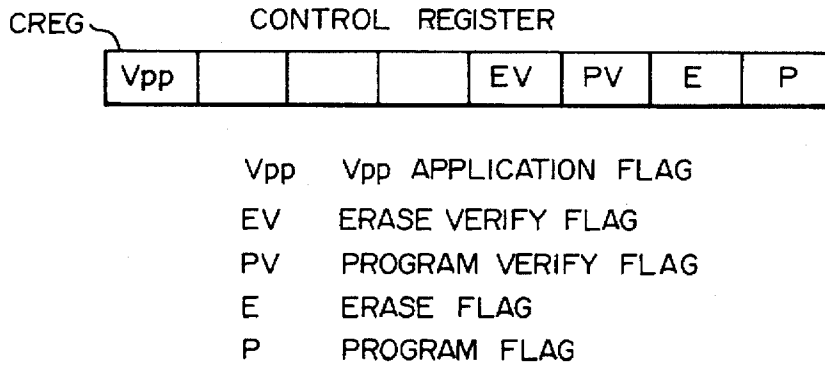 CREG CONTROL REGISTER
Vpp EV PV E P
Vpp Vpp APPLICATION FLAG
EV ERASE VERIFY FLAG
PV PROGRAM VERIFY FLAG
E ERASE FLAG
P PROGRAM FLAG